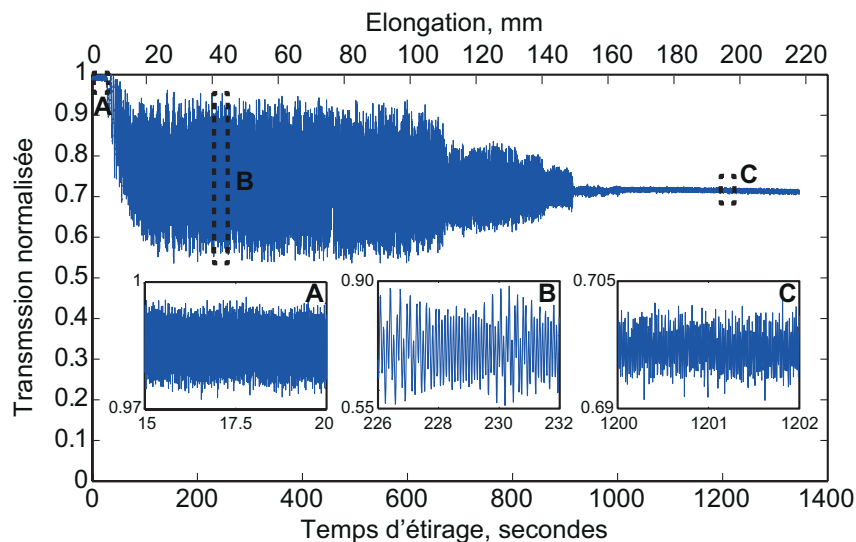 Elongation, mm
0 20 40 60 80 100 120 140 160 180 200 220
Transmssion normalisée
1
0.9
0.8
0.7
0.6
0.5
0.4
0.3
0.2
0.1
0
A
B
C
1
A
0.97
15 17.5 20
0.90
B
0.55
226 228 230 232
0.705
C
0.69
1200 1201 1202
0 200 400 600 800 1000 1200 1400
Temps d'étirage, secondes